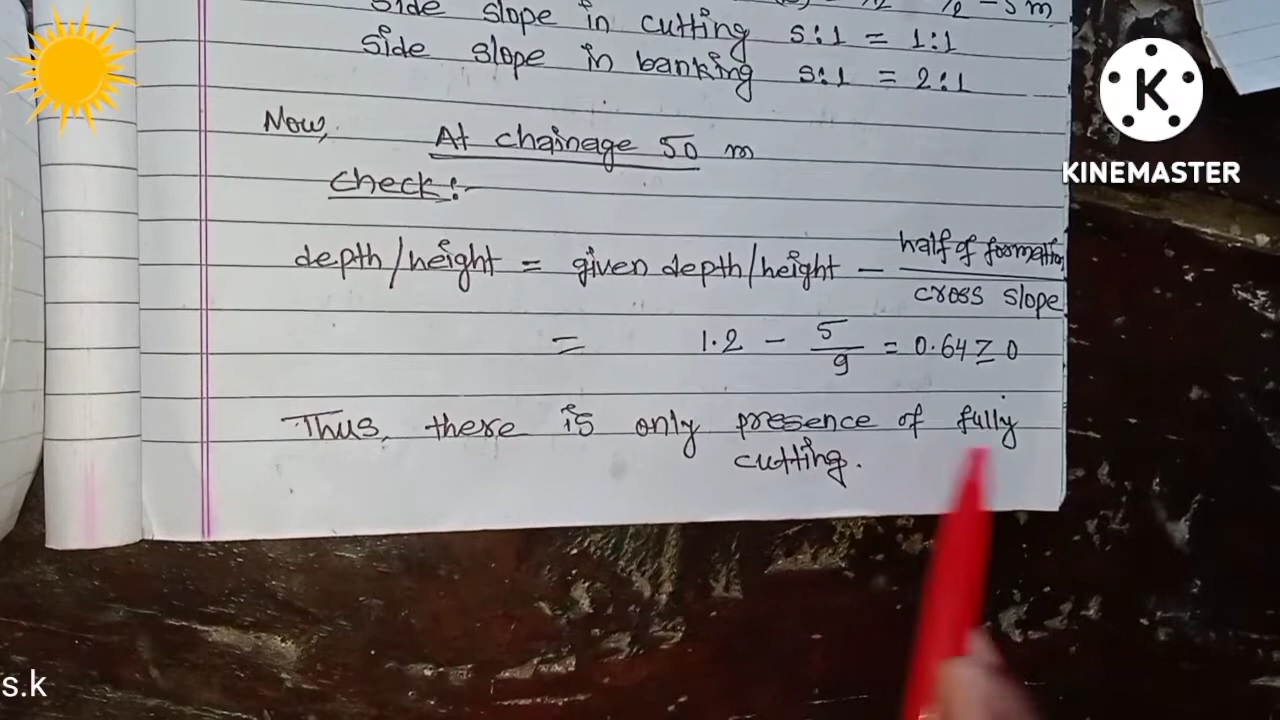 Side slope in cutting S:1 = 1:1
Side slope in banking S:1 = 2:1
Now, At chainage 50 m
Check:-
depth/height = given depth/height - half of formation / cross slope
= 1.2 - 5/9 = 0.64 ≥ 0
Thus, there is only presence of fully
cutting.
K
KINEMASTER
s.k